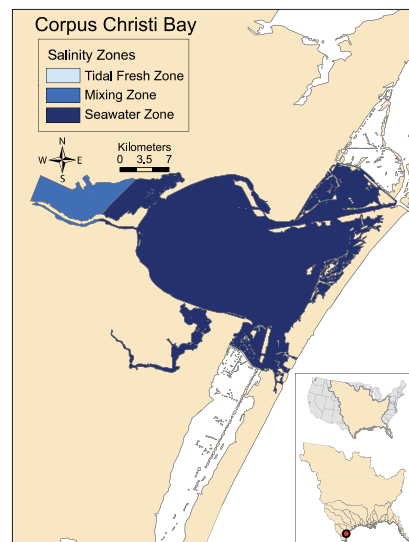 Corpus Christi Bay
Salinity Zones
Tidal Fresh Zone
Mixing Zone
Seawater Zone
N
W E
S
Kilometers
0 3.5 7